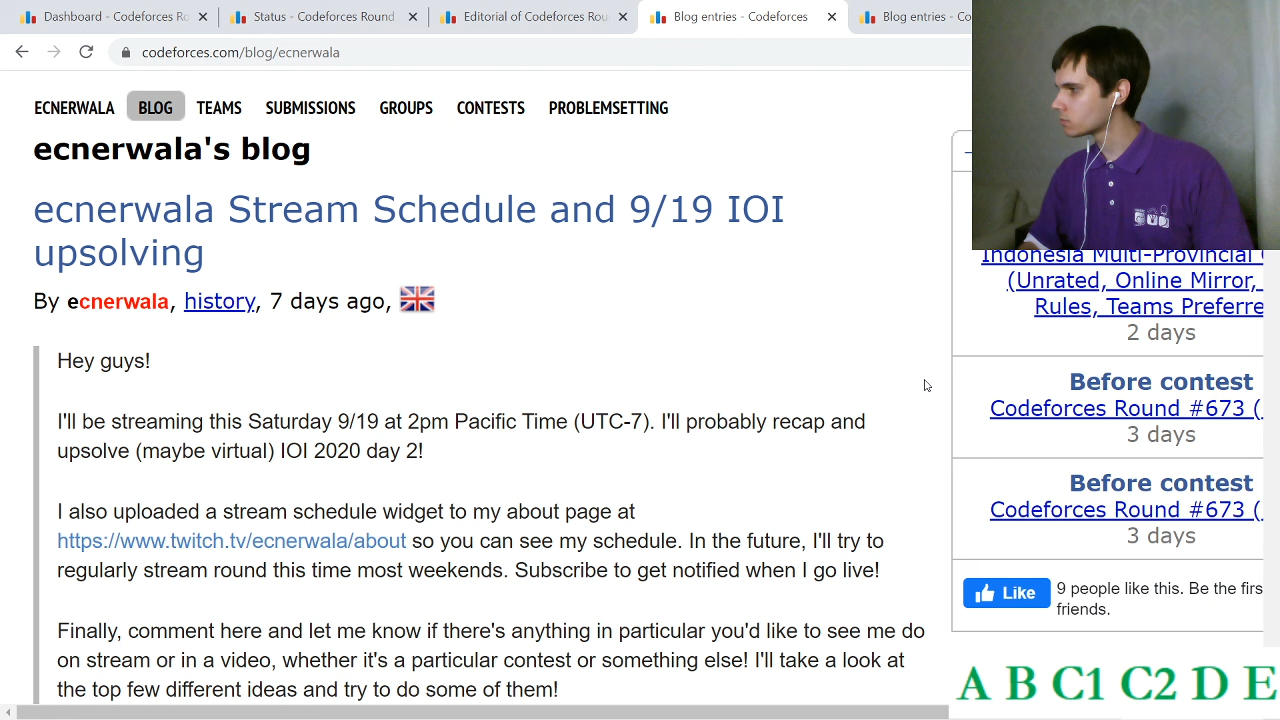 Dashboard - Codeforces Ro
Status - Codeforces Round
Editorial of Codeforces Rou
Blog entries - Codeforces
Blog entries - Co
codeforces.com/blog/ecnerwala
ECNERWALA BLOG TEAMS SUBMISSIONS GROUPS CONTESTS PROBLEMSETTING
ecnerwala's blog
ecnerwala Stream Schedule and 9/19 IOI
upsolving
By ecnerwala, history, 7 days ago,
Hey guys!
I'll be streaming this Saturday 9/19 at 2pm Pacific Time (UTC-7). I'll probably recap and
upsolve (maybe virtual) IOI 2020 day 2!
I also uploaded a stream schedule widget to my about page at
https://www.twitch.tv/ecnerwala/about so you can see my schedule. In the future, I'll try to
regularly stream round this time most weekends. Subscribe to get notified when I go live!
Finally, comment here and let me know if there's anything in particular you'd like to see me do
on stream or in a video, whether it's a particular contest or something else! I'll take a look at
the top few different ideas and try to do some of them!
Indonesia Multi-Provincial
(Unrated, Online Mirror,
Rules, Teams Preferre
2 days
Before contest
Codeforces Round #673 (
3 days
Before contest
Codeforces Round #673 (
3 days
Like
9 people like this. Be the firs
friends.
A B C1 C2 D E